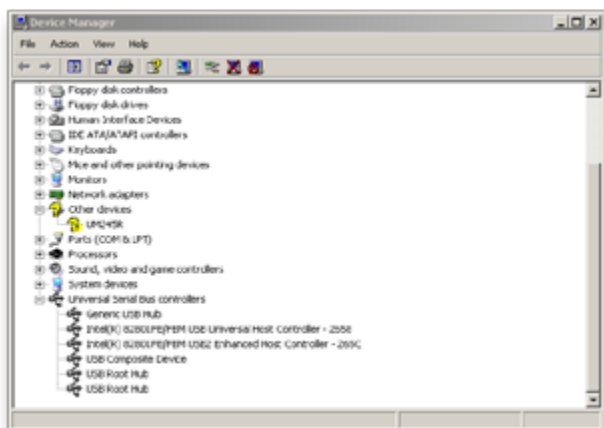 Device Manager
File Action View Help
Floppy disk controllers
Floppy disk drives
Human Interface Devices
IDE ATA/ATAPI controllers
Keyboards
Mice and other pointing devices
Monitors
Network adapters
Other devices
UM245R
Ports (COM & LPT)
Processors
Sound, video and game controllers
System devices
Universal Serial Bus controllers
Generic USB Hub
Intel(R) 82801FB/FBM USB Universal Host Controller - 2658
Intel(R) 82801FB/FBM USB2 Enhanced Host Controller - 265C
USB Composite Device
USB Root Hub
USB Root Hub